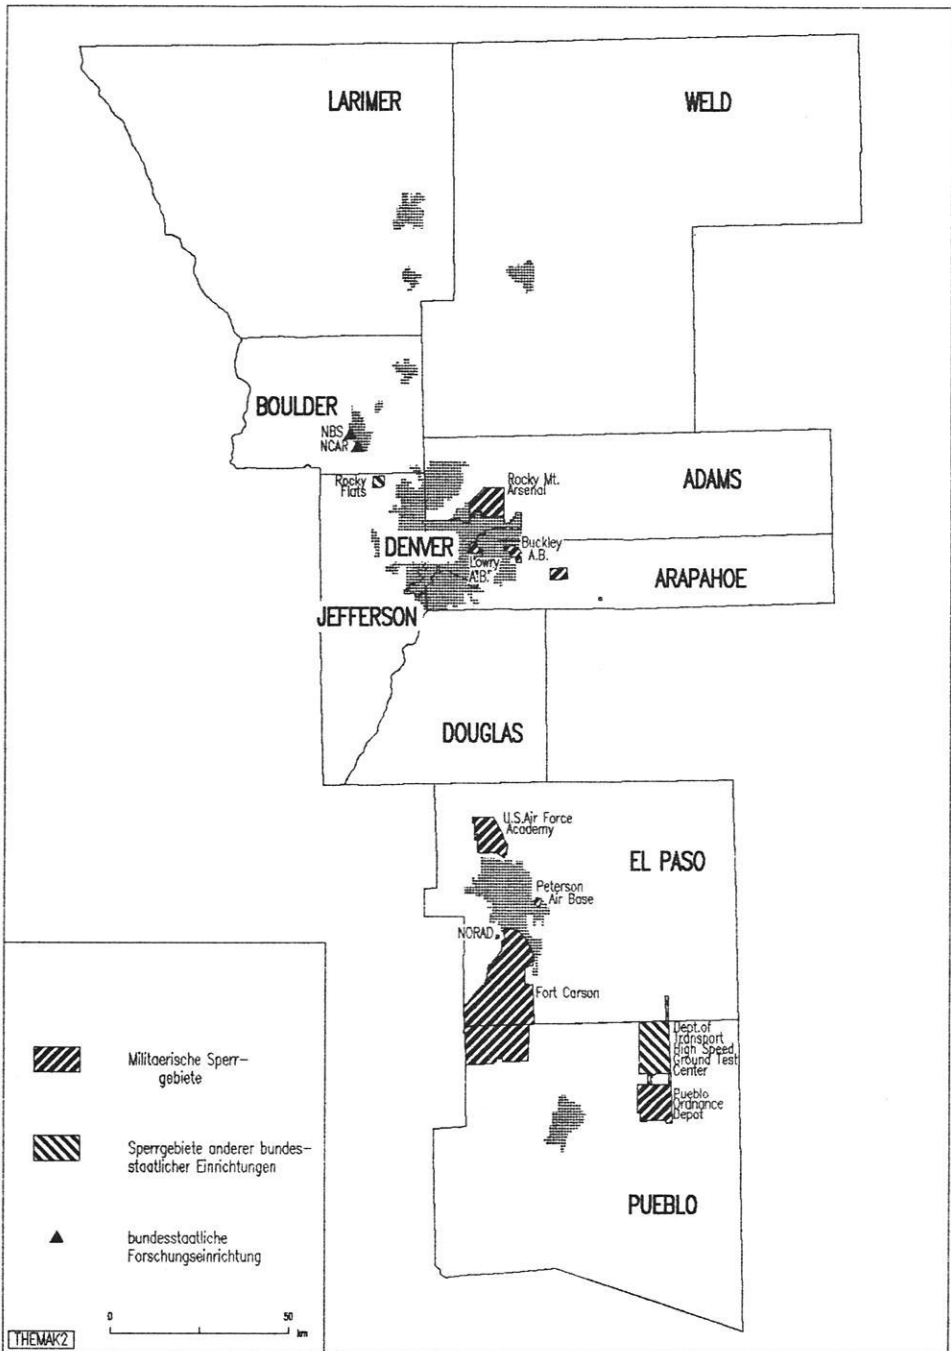 LARIMER
WELD
BOULDER
NBS
NCAR
Rocky
Flats
Rocky Mt.
Arsenal
ADAMS
DENVER
Lowry
A.B.
Buckley
A.B.
ARAPAHOE
JEFFERSON
DOUGLAS
U.S.Air Force
Academy
EL PASO
Peterson
Air Base
NORAD
Fort Carson
Dept.of
Transport
High Speed
Ground Test
Center
Pueblo
Ordnance
Depot
PUEBLO
Militaerische Sperr-
gebiete
Sperrgebiete anderer bundes-
staatlicher Einrichtungen
bundesstaatliche
Forschungseinrichtung
0 50
km
THEMAK2